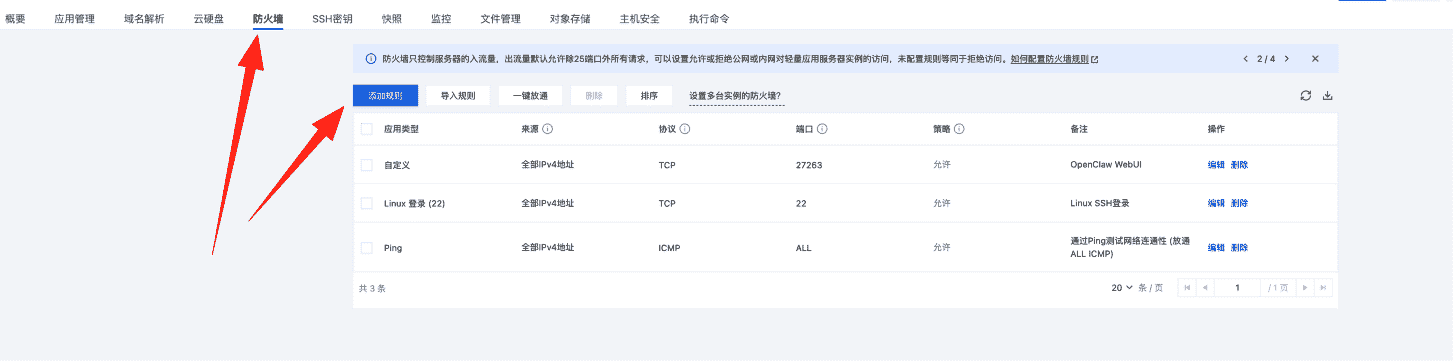 概要 应用管理 域名解析 云硬盘 防火墙 SSH密钥 快照 监控 文件管理 对象存储 主机安全 执行命令
防火墙只控制服务器的入流量，出流量默认允许除25端口外所有请求，可以设置允许或拒绝公网或内网对轻量应用服务器实例的访问，未配置规则等同于拒绝访问。如何配置防火墙规则 2 / 4
添加规则 导入规则 一键放通 删除 排序 设置多台实例的防火墙?
应用类型 来源 协议 端口 策略 备注 操作
自定义 全部IPv4地址 TCP 27263 允许 OpenClaw WebUI 编辑 删除
Linux 登录 (22) 全部IPv4地址 TCP 22 允许 Linux SSH登录 编辑 删除
Ping 全部IPv4地址 ICMP ALL 允许 通过Ping测试网络连通性 (放通
ALL ICMP) 编辑 删除
共 3 条 20 条 / 页 1 / 1 页